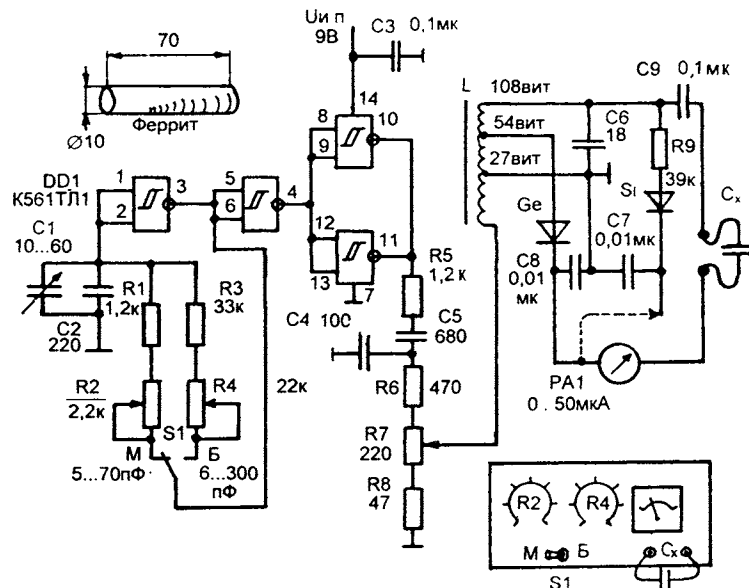 70
Ø10
Феррит
Uи п
9В
C3
0,1мк
14
8
9
10
DD1
К561ТЛ1
1
2
3
5
6
4
12
13
11
7
C1
10...60
C2
220
R1
1,2к
R3
33к
R2
2,2к
R4
22к
S1
М
Б
5...70пФ
6...300
пФ
R5
1,2к
C4
100
C5
680
R6
470
R7
220
R8
47
L
108вит
54вит
27вит
C6
18
C9
0,1мк
R9
39к
Si
Ge
C7
0,01мк
C8
0,01
мк
Cx
PA1
0...50мкА
R2
R4
М
Б
Cx
S1